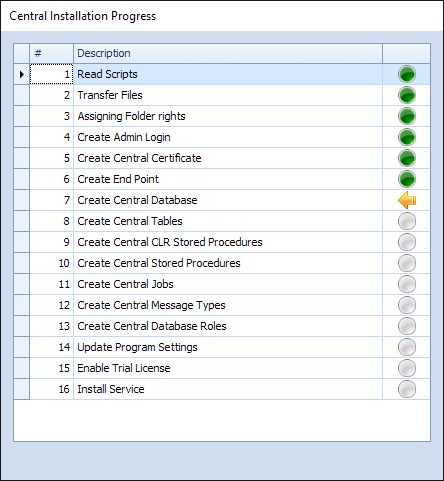 Central Installation Progress
# Description
1 Read Scripts
2 Transfer Files
3 Assigning Folder rights
4 Create Admin Login
5 Create Central Certificate
6 Create End Point
7 Create Central Database
8 Create Central Tables
9 Create Central CLR Stored Procedures
10 Create Central Stored Procedures
11 Create Central Jobs
12 Create Central Message Types
13 Create Central Database Roles
14 Update Program Settings
15 Enable Trial License
16 Install Service